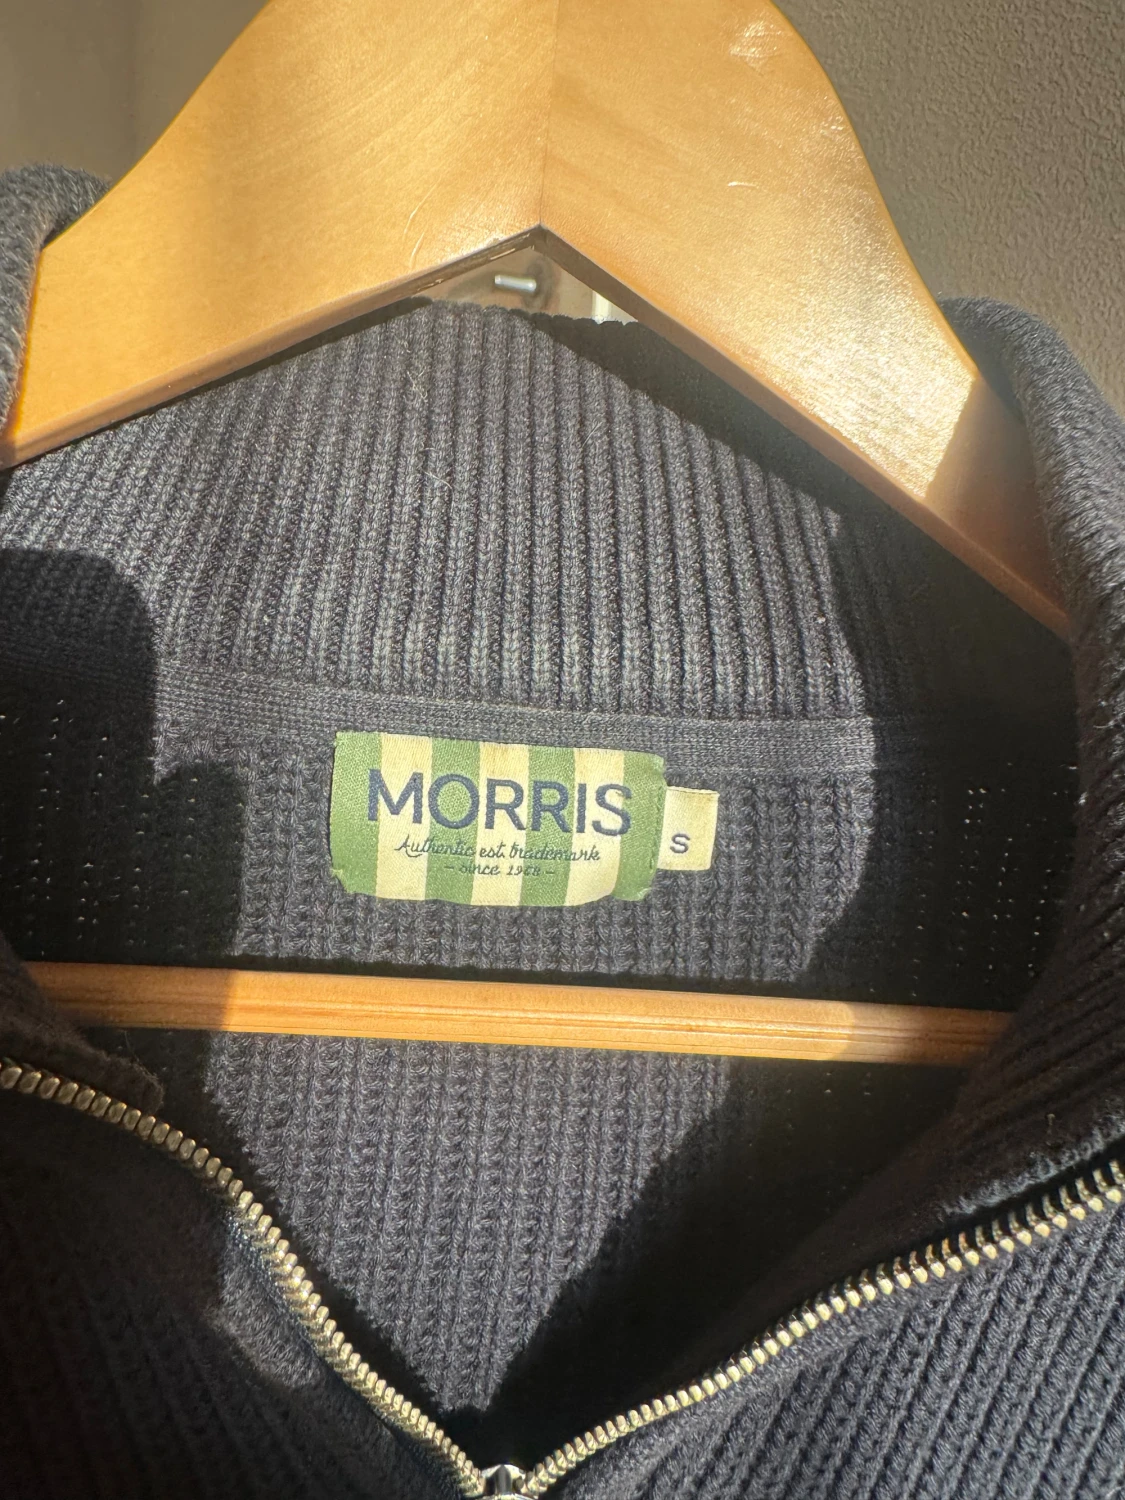 MORRIS
Authentic est. trademark
- since 19
S